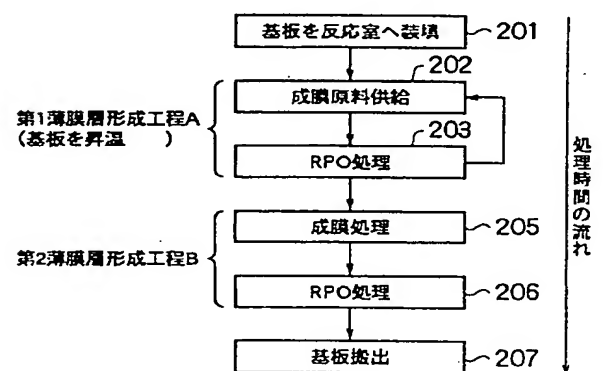 基板を反応室へ装填 201
202
成膜原料供給
第1薄膜層形成工程A
(基板を昇温 )
203
RPO処理
成膜処理 205
第2薄膜層形成工程B
RPO処理 206
基板搬出 207
処理時間の流れ